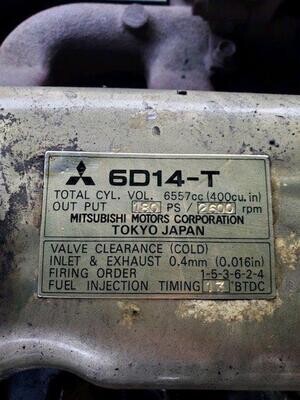 6D14-T
TOTAL CYL. VOL. 6557cc (400cu.in)
OUT PUT 180 PS / 2600 rpm
MITSUBISHI MOTORS CORPORATION
TOKYO JAPAN
VALVE CLEARANCE (COLD)
INLET & EXHAUST 0.4mm (0.016in)
FIRING ORDER 1-5-3-6-2-4
FUEL INJECTION TIMING 13 °BTDC